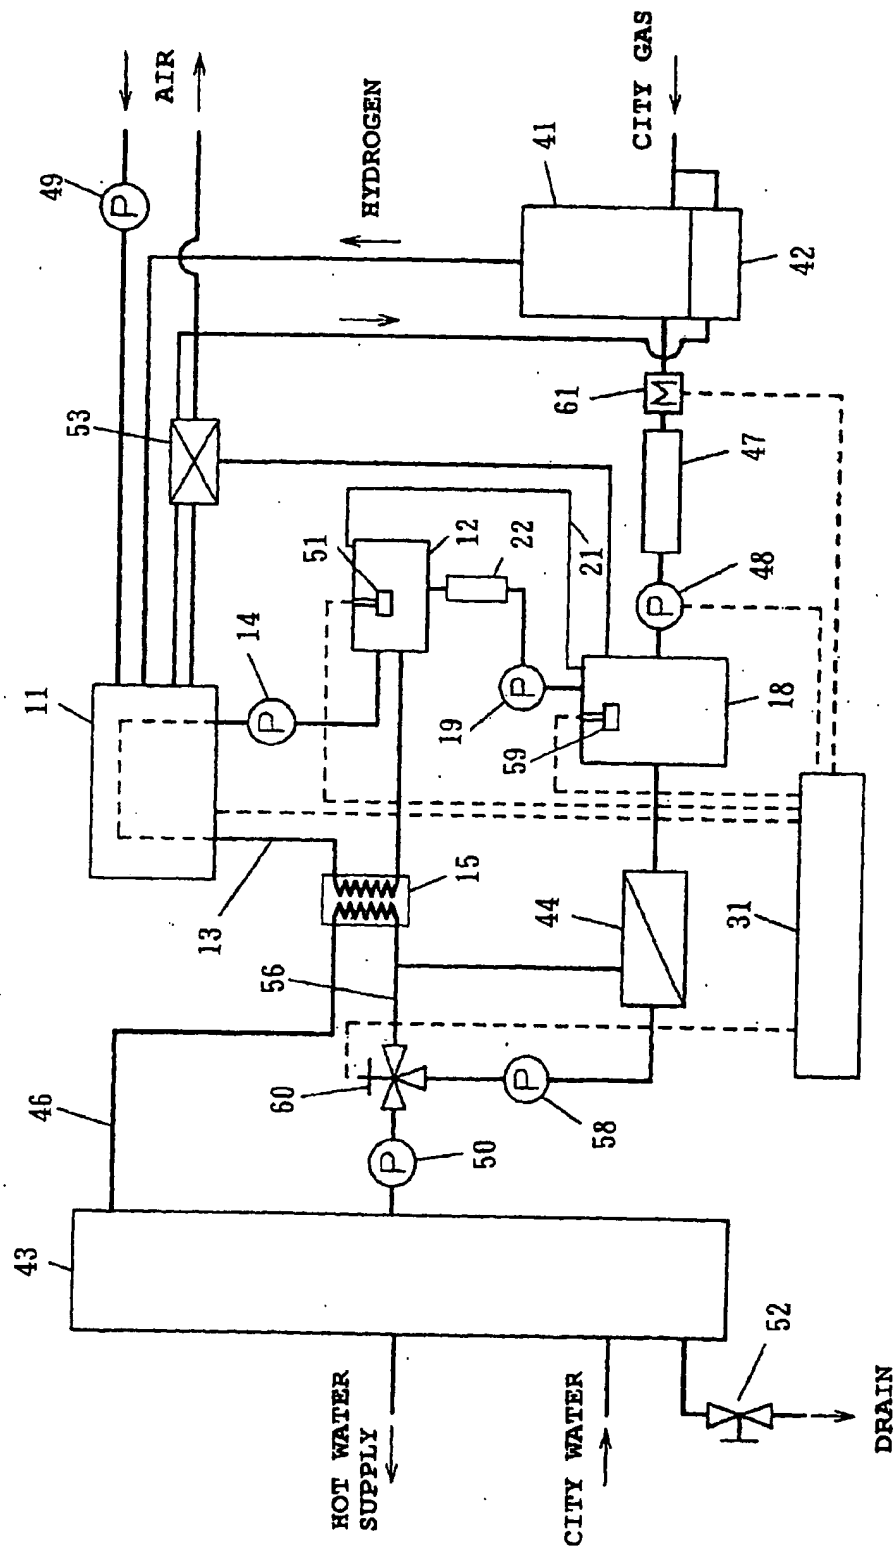 43
46
11
49
P
53
AIR
13
14
P
56
60
51
HOT WATER
SUPPLY
HYDROGEN
P
50
15
19
12
P
22
P
58
59
44
41
CITY WATER
61
21
CITY GAS
P
M
31
18
48
47
52
42
DRAIN